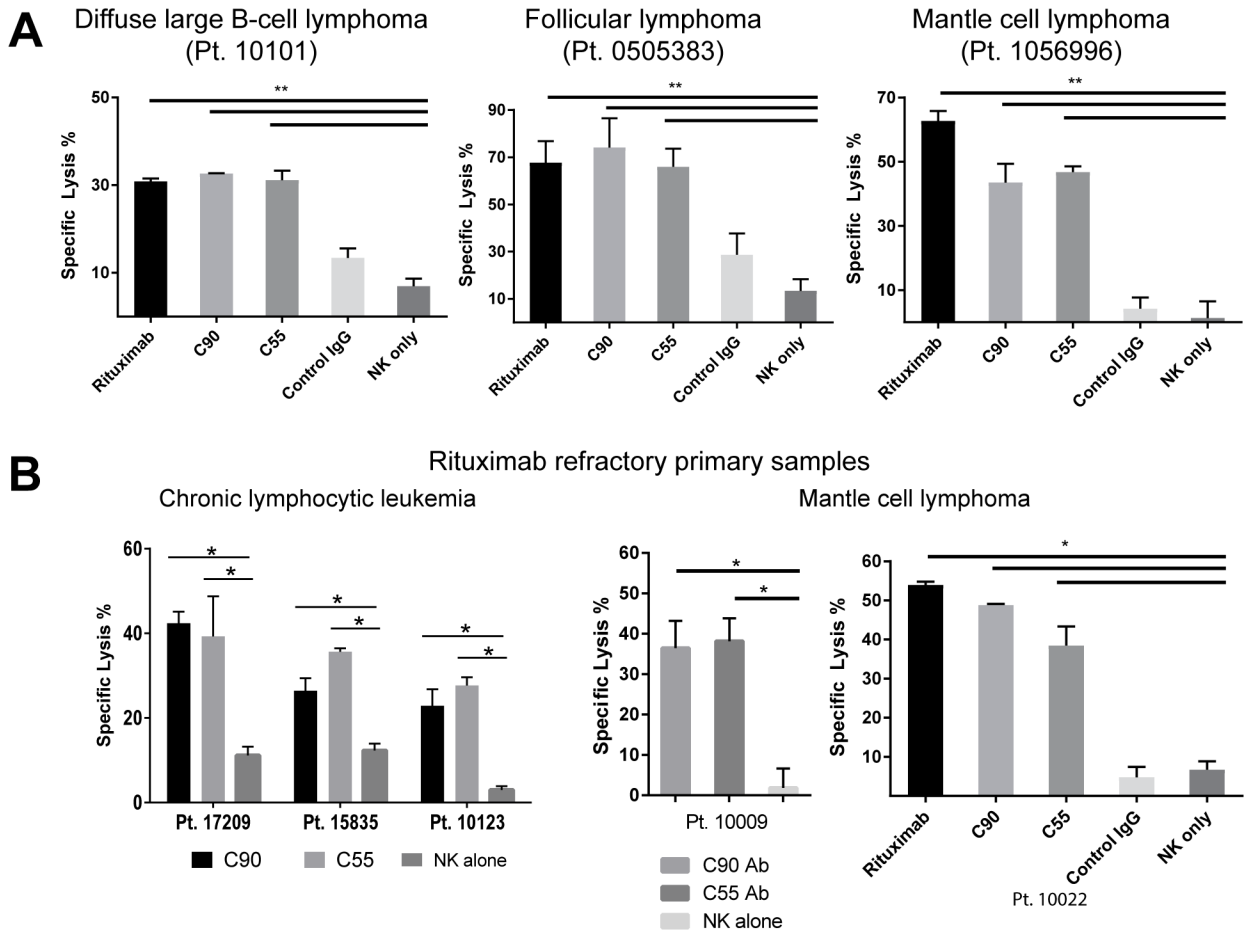 A
Diffuse large B-cell lymphoma
(Pt. 10101)
Follicular lymphoma
(Pt. 0505383)
Mantle cell lymphoma
(Pt. 1056996)
Specific Lysis %
50
30
10
**
Rituximab
C90
C55
Control IgG
NK only
Specific Lysis %
90
70
50
30
10
**
Rituximab
C90
C55
Control IgG
NK only
Specific Lysis %
70
50
30
10
**
Rituximab
C90
C55
Control IgG
NK only
B
Rituximab refractory primary samples
Chronic lymphocytic leukemia
Mantle cell lymphoma
Specific Lysis %
60
40
20
0
*
*
*
*
*
*
Pt. 17209
Pt. 15835
Pt. 10123
C90
C55
NK alone
Specific Lysis %
60
50
40
30
20
10
0
*
*
Pt. 10009
C90 Ab
C55 Ab
NK alone
Specific Lysis %
60
50
40
30
20
10
*
Rituximab
C90
C55
Control IgG
NK only
Pt. 10022